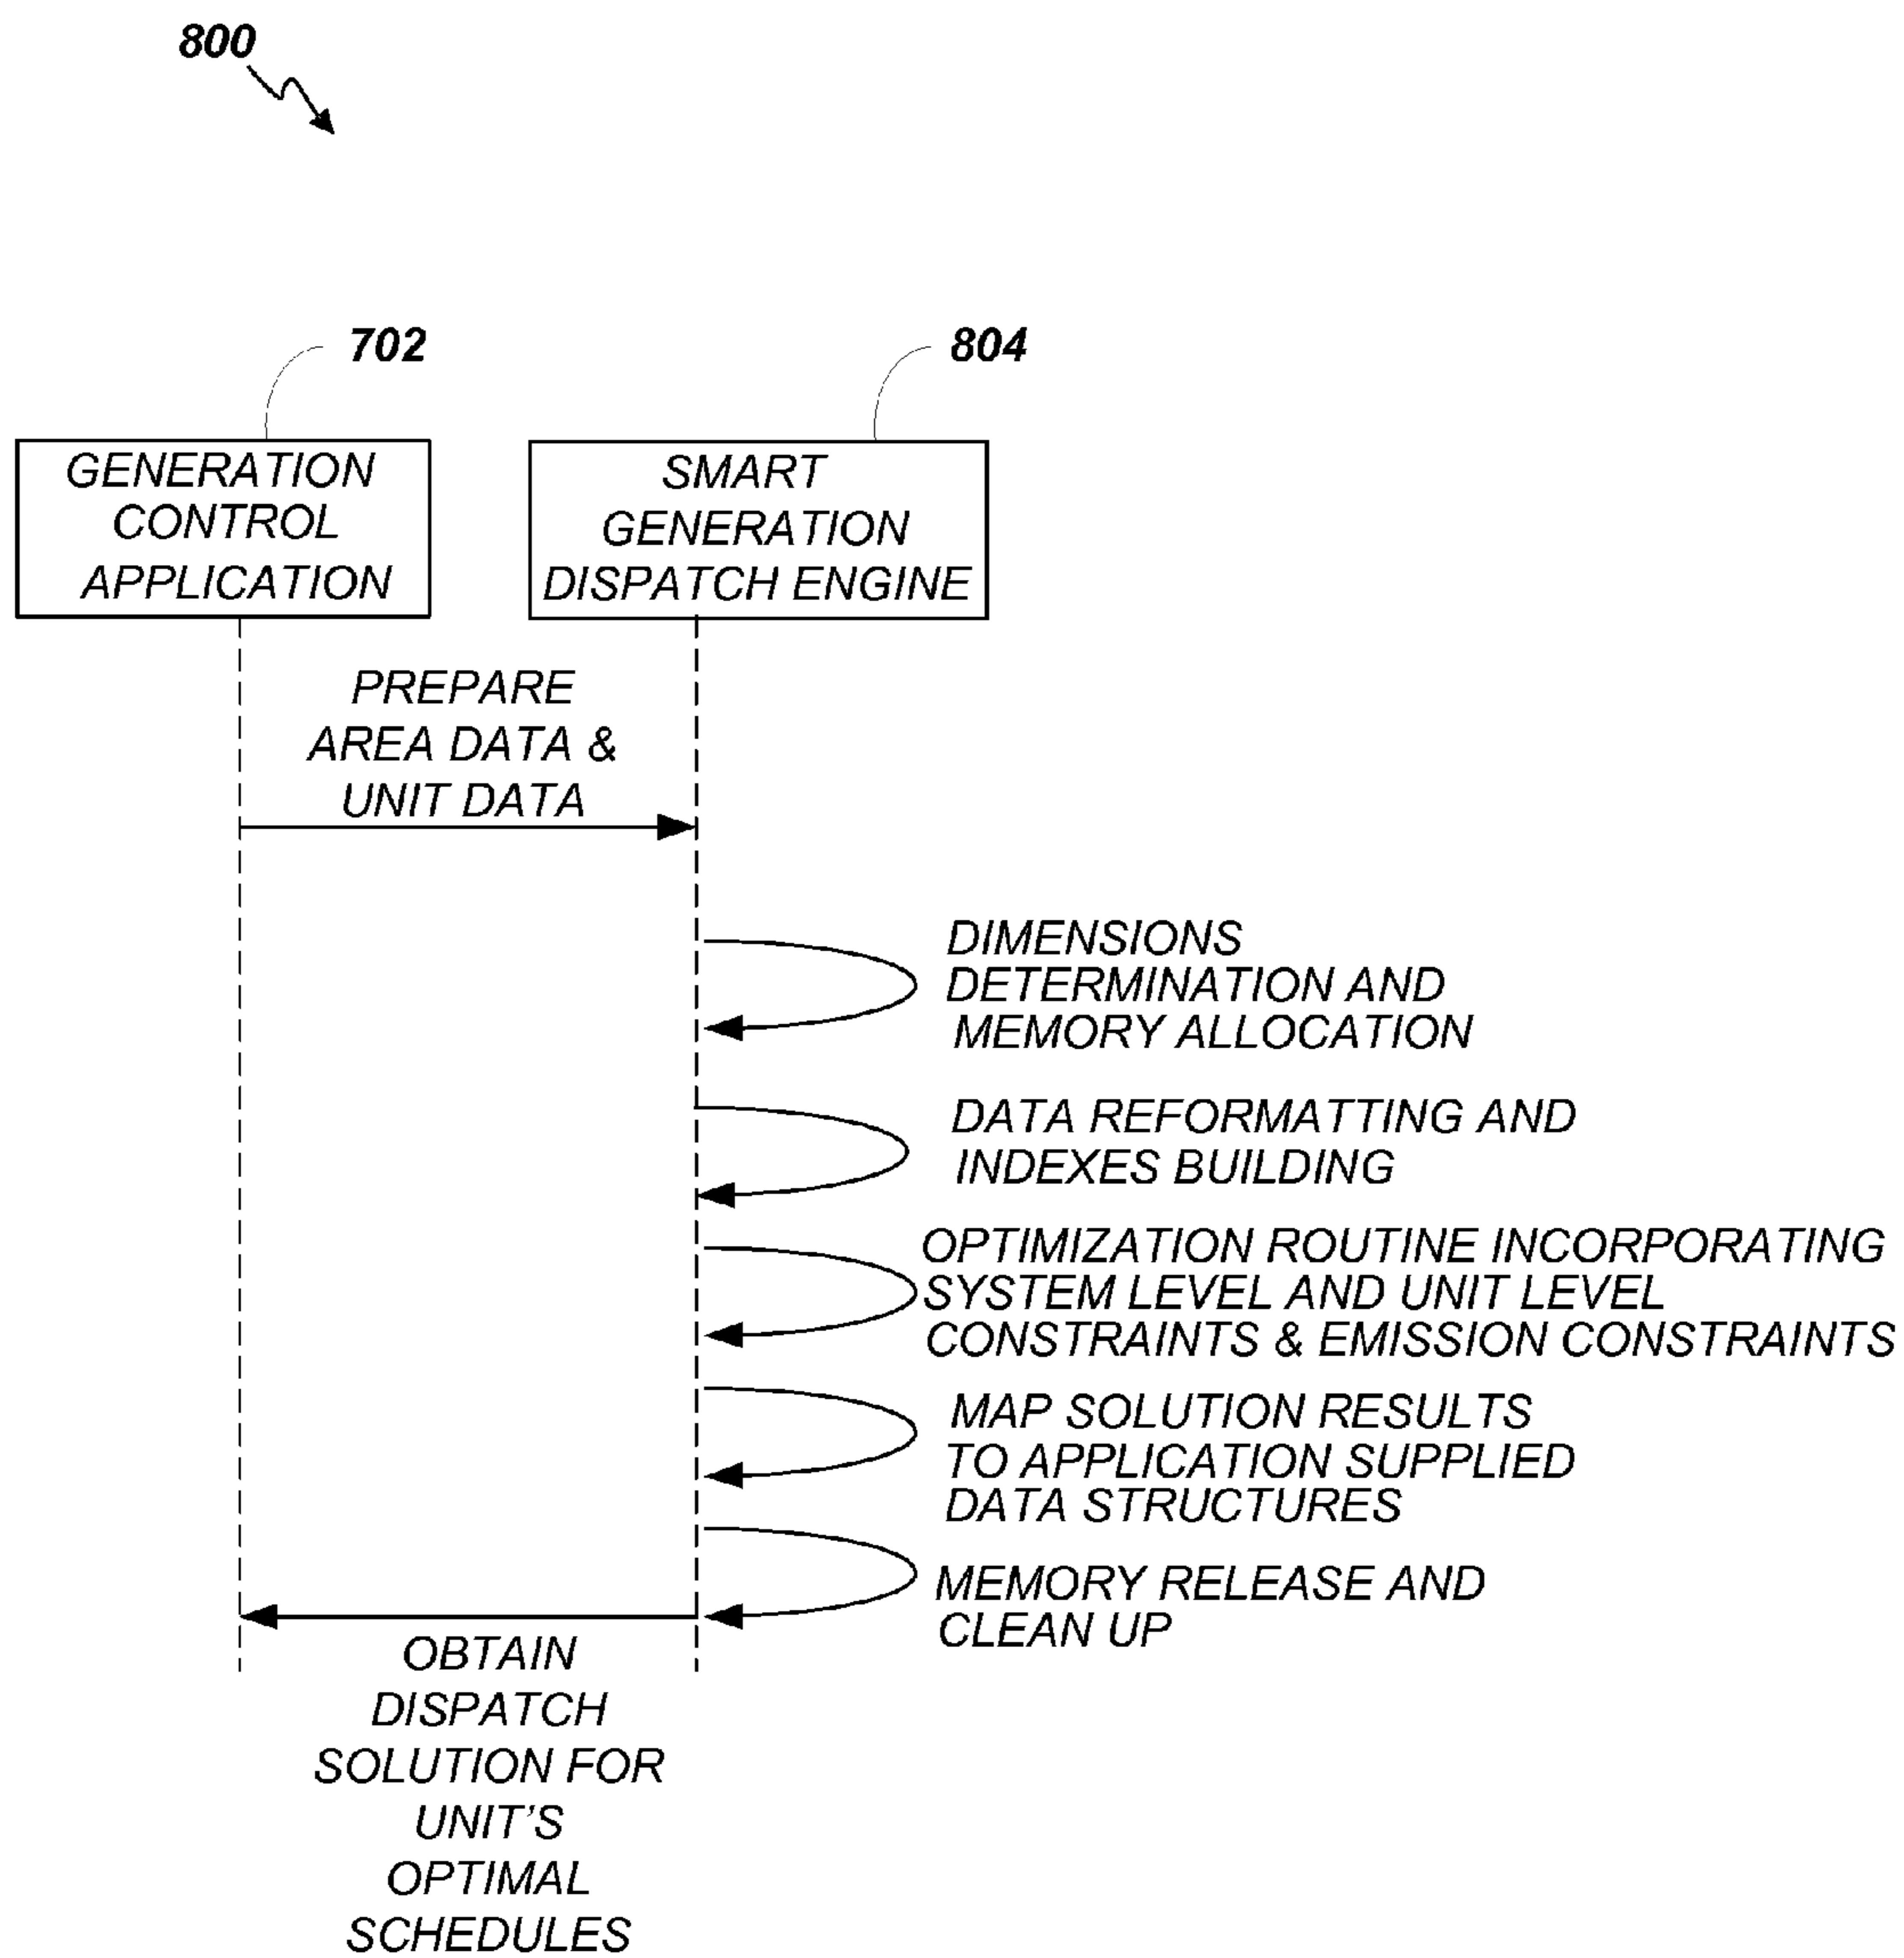 800
702
804
GENERATION
CONTROL
APPLICATION
SMART
GENERATION
DISPATCH ENGINE
PREPARE
AREA DATA &
UNIT DATA
DIMENSIONS
DETERMINATION AND
MEMORY ALLOCATION
DATA REFORMATTING AND
INDEXES BUILDING
OPTIMIZATION ROUTINE INCORPORATING
SYSTEM LEVEL AND UNIT LEVEL
CONSTRAINTS & EMISSION CONSTRAINTS
MAP SOLUTION RESULTS
TO APPLICATION SUPPLIED
DATA STRUCTURES
MEMORY RELEASE AND
CLEAN UP
OBTAIN
DISPATCH
SOLUTION FOR
UNIT'S
OPTIMAL
SCHEDULES